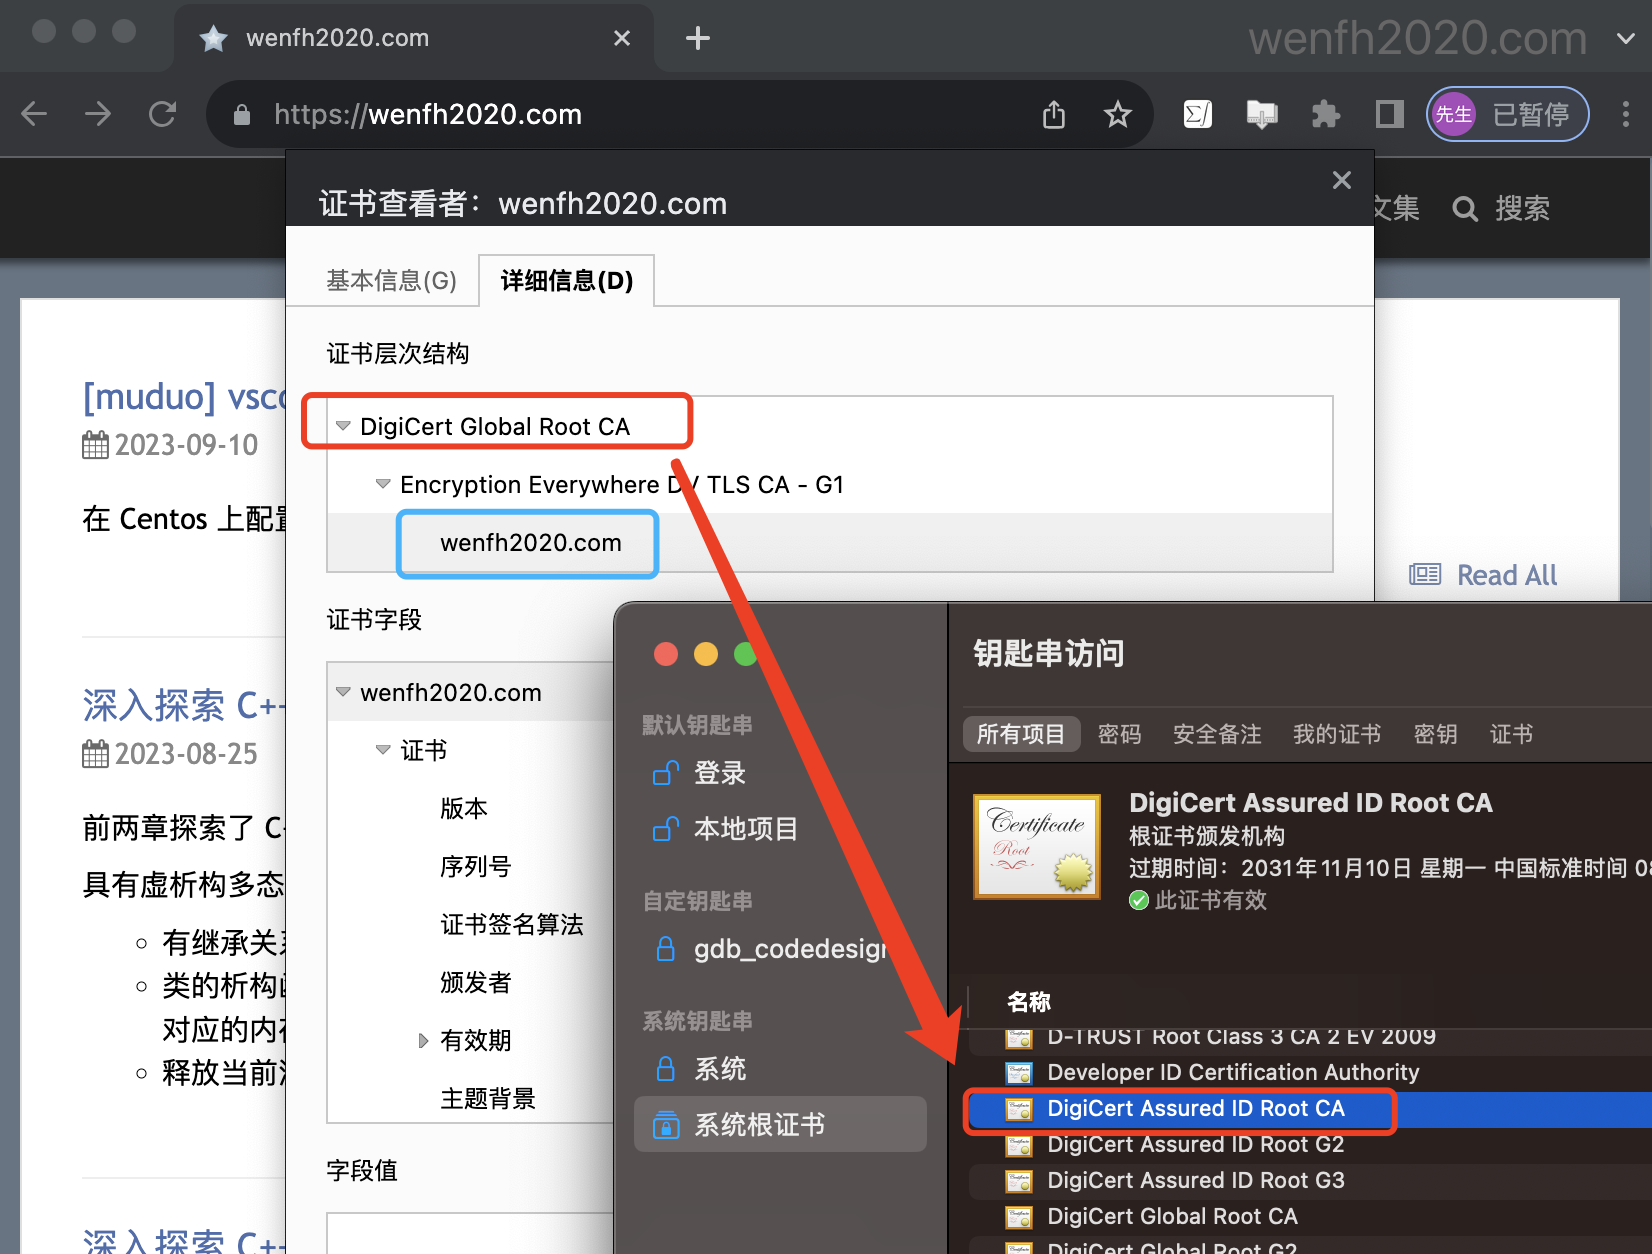 wenfh2020.com
wenfh2020.com
https://wenfh2020.com
先生 已暂停
证书查看者：wenfh2020.com
文集 搜索
基本信息(G) 详细信息(D)
证书层次结构
DigiCert Global Root CA
Encryption Everywhere DV TLS CA - G1
wenfh2020.com
证书字段
wenfh2020.com
证书
版本
序列号
证书签名算法
颁发者
有效期
主题背景
字段值
[muduo] vsc
2023-09-10
在 Centos 上配置
Read All
深入探索 C++
2023-08-25
前两章探索了 C
具有虚析构多态
有继承关系
类的析构函
对应的内存
释放当前
深入探索 C++
钥匙串访问
默认钥匙串
登录
本地项目
自定钥匙串
gdb_codedesign
系统钥匙串
系统
系统根证书
所有项目 密码 安全备注 我的证书 密钥 证书
Certificate
Root
DigiCert Assured ID Root CA
根证书颁发机构
过期时间：2031年11月10日 星期一 中国标准时间 08
此证书有效
名称
D-TRUST Root Class 3 CA 2 EV 2009
Developer ID Certification Authority
DigiCert Assured ID Root CA
DigiCert Assured ID Root G2
DigiCert Assured ID Root G3
DigiCert Global Root CA
DigiCert Global Root G2